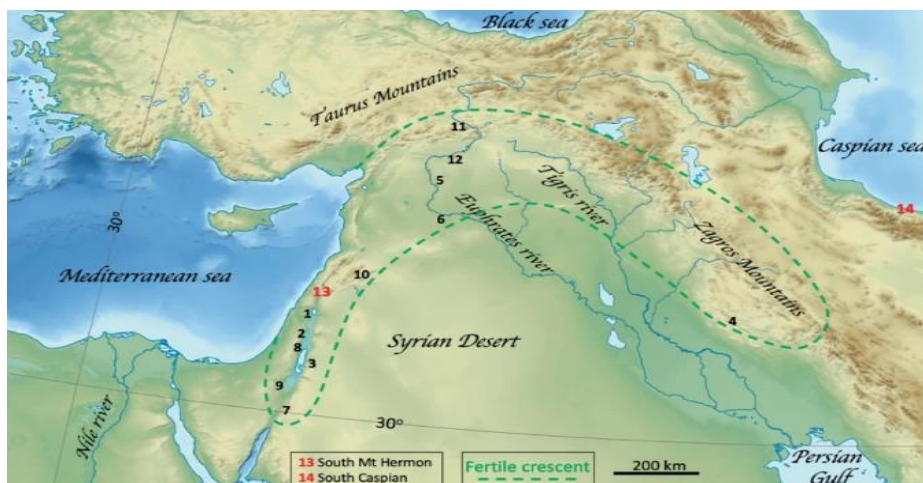 Black sea
Taurus Mountains
11
Caspian sea
12
5
Tigris river
14
30°
6
Euphrates river
Zagros Mountains
Mediterranean sea
10
13
1
4
2
Syrian Desert
8
3
9
7
30°
Nile river
13 South Mt Hermon
14 South Caspian
Fertile crescent
200 km
Persian
Gulf